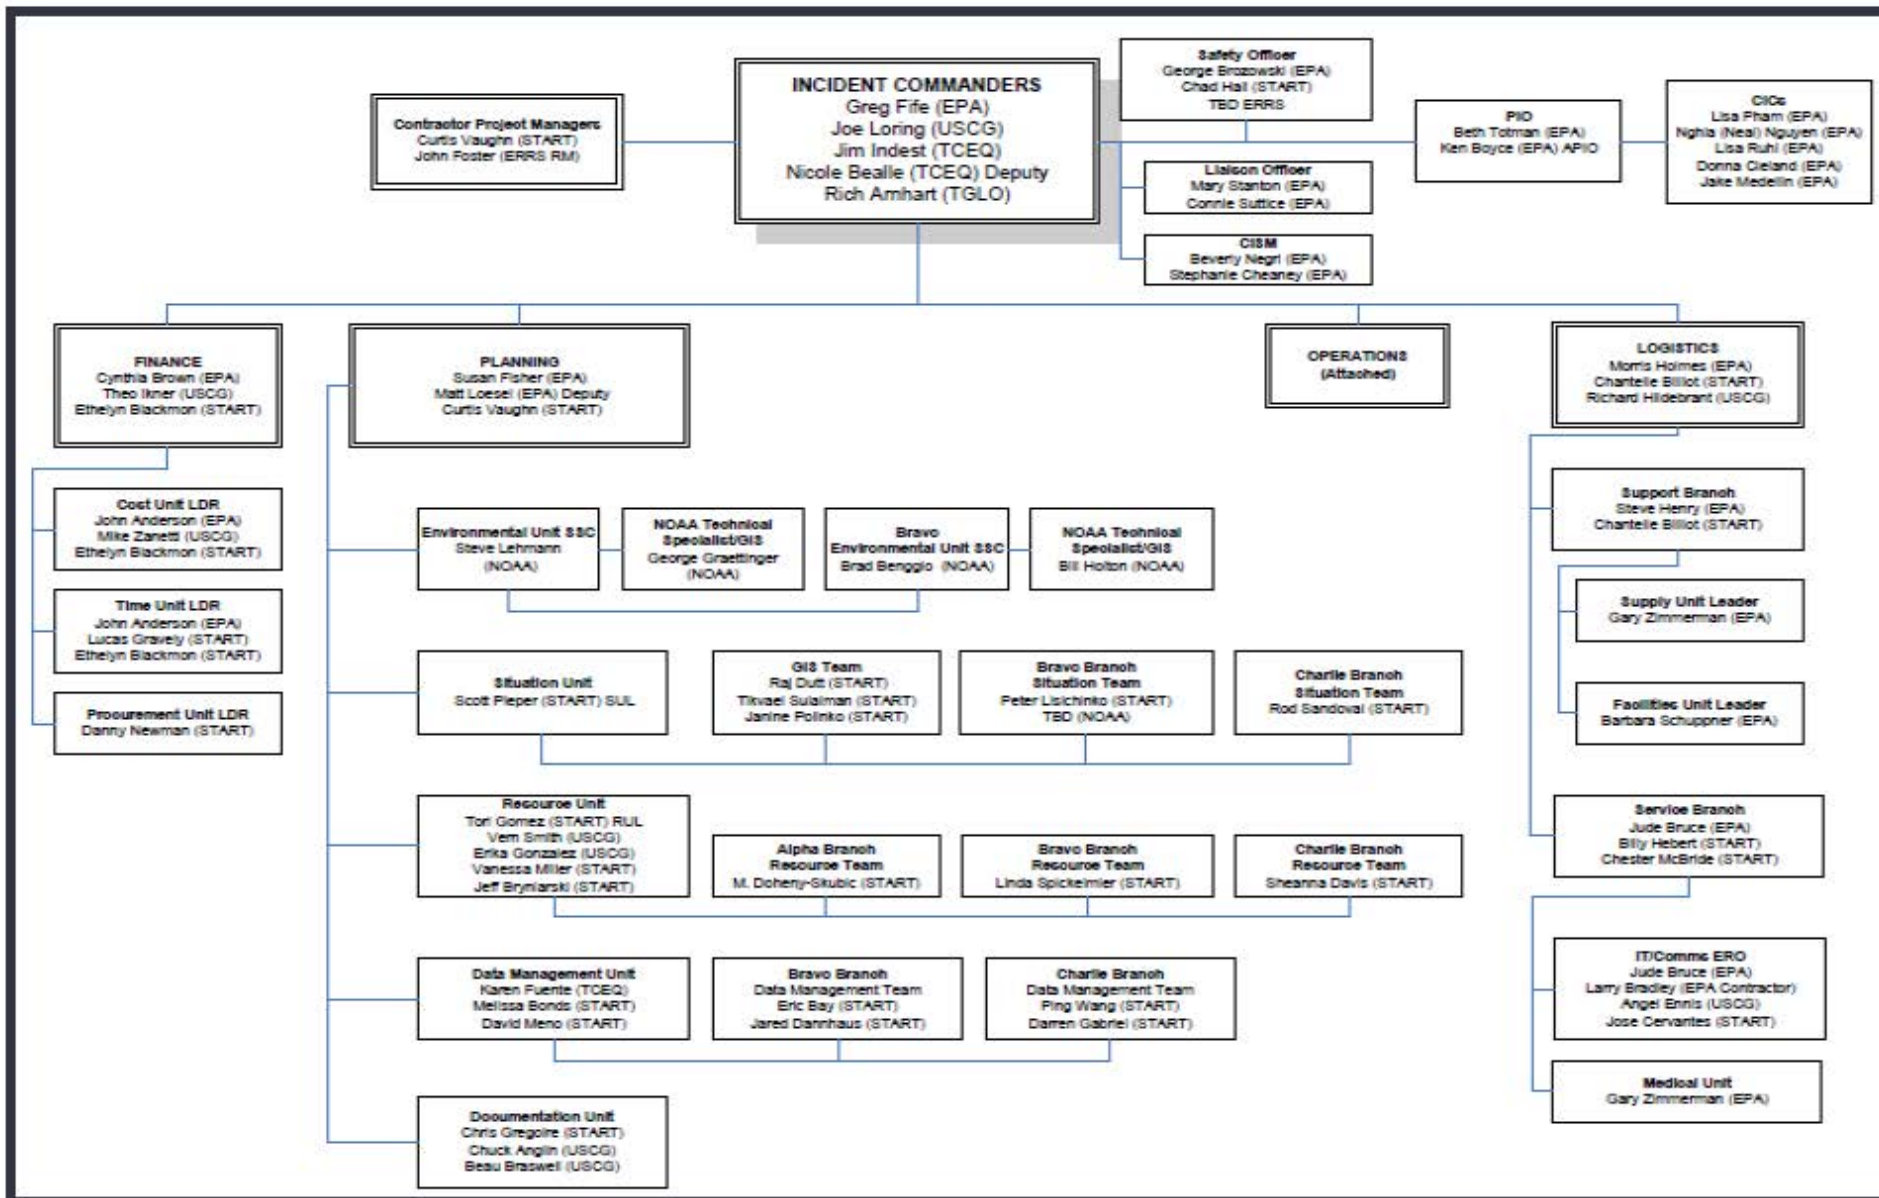 INCIDENT COMMANDERS
Greg Fife (EPA)
Joe Loring (USCG)
Jim Indest (TCEQ)
Nicole Bealle (TCEQ) Deputy
Rich Arnhart (TGLO)
Contractor Project Managers
Curtis Vaughn (START)
John Foster (ERRS RM)
Safety Officer
George Brozowski (EPA)
Chad Hall (START)
TBD ERRS
PIO
Beth Totman (EPA)
Ken Boyce (EPA) APIO
CICs
Lisa Pham (EPA)
Nghia (Neal) Nguyen (EPA)
Lisa Ruhl (EPA)
Donna Cleland (EPA)
Jake Medellin (EPA)
Liaison Officer
Mary Stanton (EPA)
Connie Suttice (EPA)
CISM
Beverly Negri (EPA)
Stephanie Cheaney (EPA)
FINANCE
Cynthia Brown (EPA)
Theo Ikner (USCG)
Ethelyn Blackmon (START)
PLANNING
Susan Fisher (EPA)
Matt Loesel (EPA) Deputy
Curtis Vaughn (START)
OPERATIONS
(Attached)
LOGISTICS
Morris Holmes (EPA)
Chantelle Billiot (START)
Richard Hildebrant (USCG)
Cost Unit LDR
John Anderson (EPA)
Mike Zanetti (USCG)
Ethelyn Blackmon (START)
Time Unit LDR
John Anderson (EPA)
Lucas Gravely (START)
Ethelyn Blackmon (START)
Procurement Unit LDR
Danny Newman (START)
Environmental Unit SSC
Steve Lehmann
(NOAA)
NOAA Technical
Specialist/GIS
George Graettinger
(NOAA)
Bravo
Environmental Unit SSC
Brad Benggio (NOAA)
NOAA Technical
Specialist/GIS
Bill Holton (NOAA)
Situation Unit
Scott Pieper (START) SUL
GIS Team
Raj Dutt (START)
Tikvael Sulaiman (START)
Janine Polinko (START)
Bravo Branch
Situation Team
Peter Lisichinko (START)
TBD (NOAA)
Charlie Branch
Situation Team
Rod Sandoval (START)
Resource Unit
Tori Gomez (START) RUL
Vern Smith (USCG)
Erika Gonzalez (USCG)
Vanessa Miller (START)
Jeff Bryniarski (START)
Alpha Branch
Resource Team
M. Doheny-Skubic (START)
Bravo Branch
Resource Team
Linda Spickelmier (START)
Charlie Branch
Resource Team
Sheanna Davis (START)
Data Management Unit
Karen Fuente (TCEQ)
Melissa Bonds (START)
David Meno (START)
Bravo Branch
Data Management Team
Eric Bay (START)
Jared Dannhaus (START)
Charlie Branch
Data Management Team
Ping Wang (START)
Darren Gabriel (START)
Documentation Unit
Chris Gregoire (START)
Chuck Anglin (USCG)
Beau Braswell (USCG)
Support Branch
Steve Henry (EPA)
Chantelle Billiot (START)
Supply Unit Leader
Gary Zimmerman (EPA)
Facilities Unit Leader
Barbara Schuppner (EPA)
Service Branch
Jude Bruce (EPA)
Billy Hebert (START)
Chester McBride (START)
IT/Comms ERO
Jude Bruce (EPA)
Larry Bradley (EPA Contractor)
Angel Ennis (USCG)
Jose Cervantes (START)
Medical Unit
Gary Zimmerman (EPA)